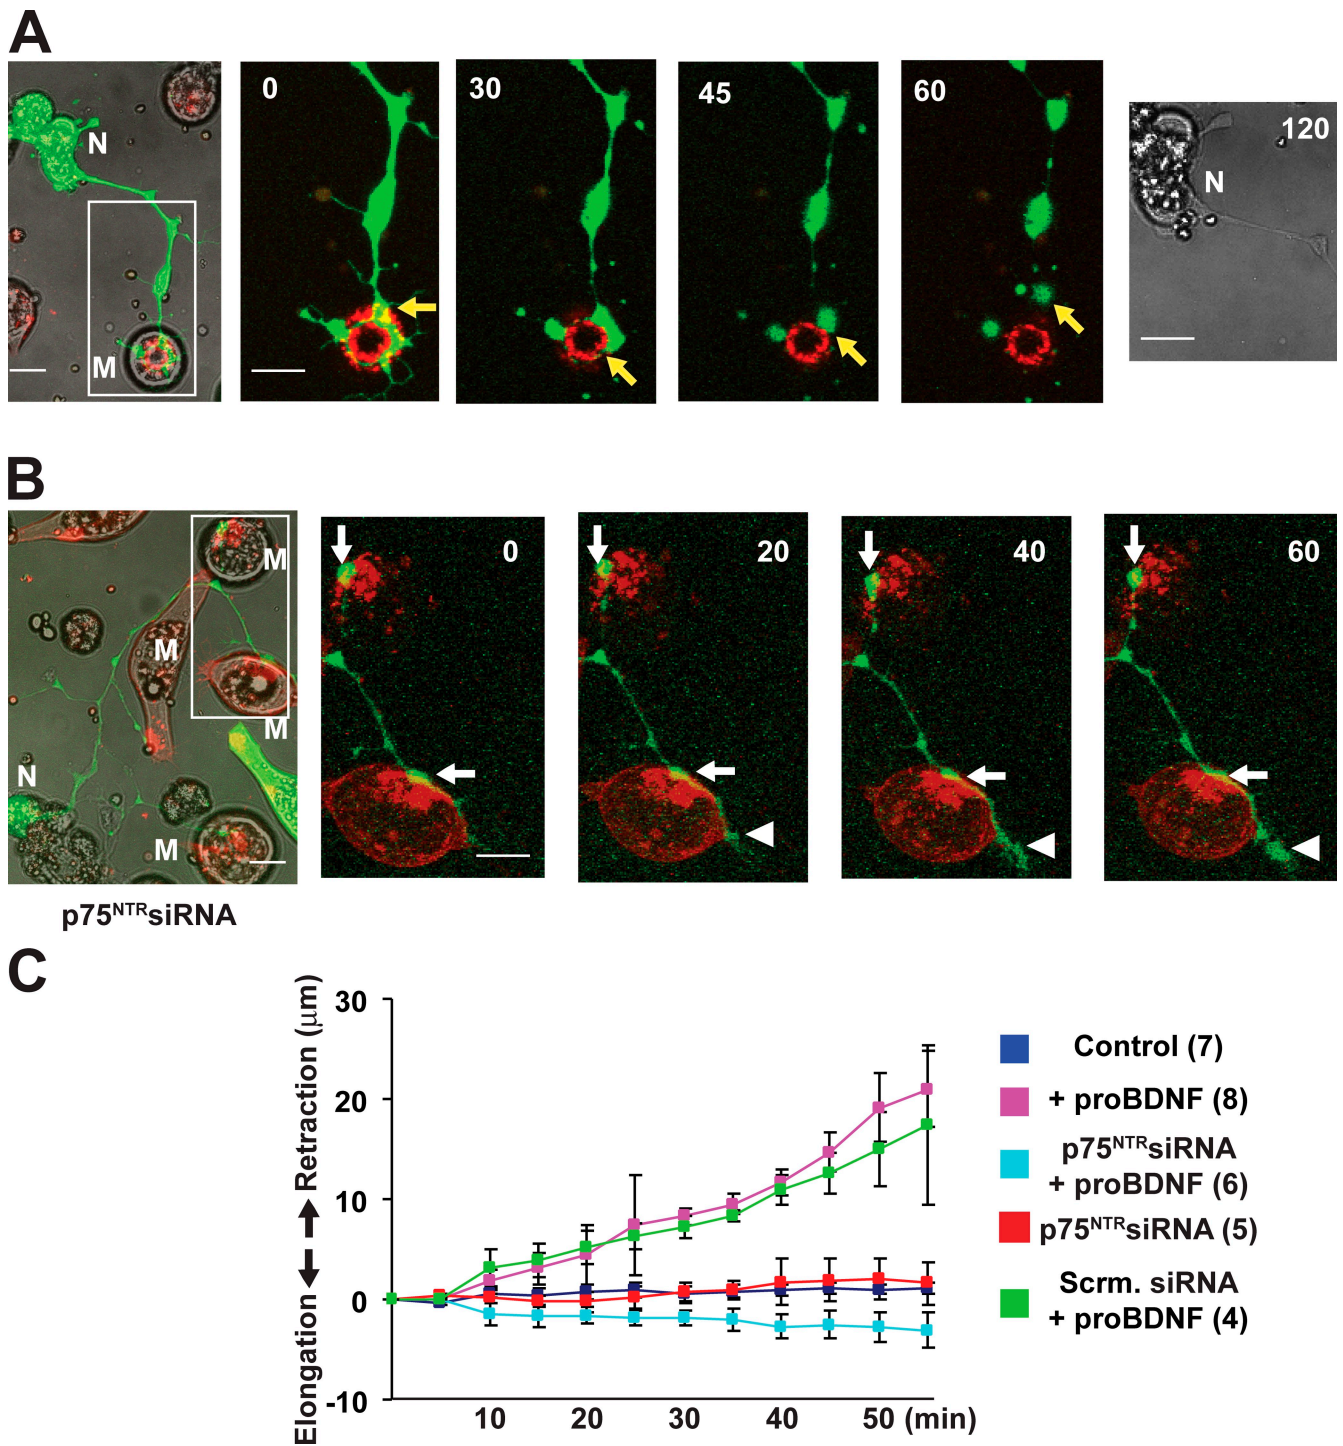 A
N
M
0
30
45
60
120
N
B
M
M
M
N
M
0
20
40
60
p75NTRsiRNA
C
Elongation Retraction (μm)
30
20
10
0
-10
10 20 30 40 50 (min)
Control (7)
+ proBDNF (8)
p75NTRsiRNA
+ proBDNF (6)
p75NTRsiRNA (5)
Scrm. siRNA
+ proBDNF (4)